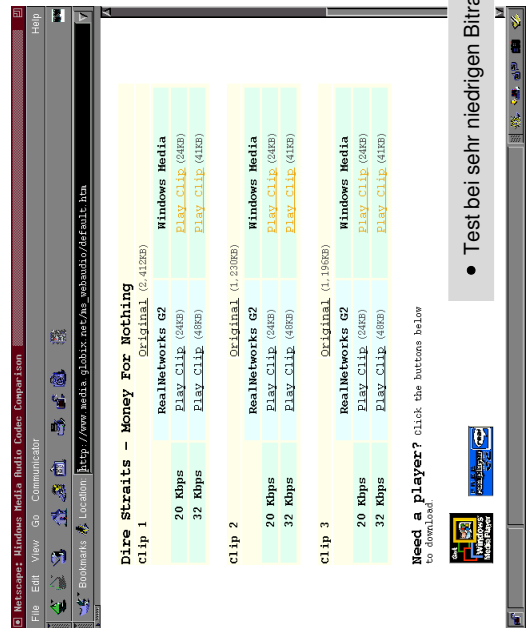 Netscape: Windows Media Audio Codec Comparison
File Edit View Go Communicator Help
Bookmarks Location: http://www.media.globix.net/ms_webaudio/default.htm
Dire Straits - Money For Nothing
Clip 1 Original (2,412KB)
RealNetworks G2 Windows Media
20 Kbps Play Clip (24KB) Play Clip (24KB)
32 Kbps Play Clip (48KB) Play Clip (41KB)
Clip 2 Original (1,230KB)
RealNetworks G2 Windows Media
20 Kbps Play Clip (24KB) Play Clip (24KB)
32 Kbps Play Clip (48KB) Play Clip (41KB)
Clip 3 Original (1,196KB)
RealNetworks G2 Windows Media
20 Kbps Play Clip (24KB) Play Clip (24KB)
32 Kbps Play Clip (48KB) Play Clip (41KB)
Need a player? Click the buttons below
to download.
Windows
Media Player
• Test bei sehr niedrigen Bitra